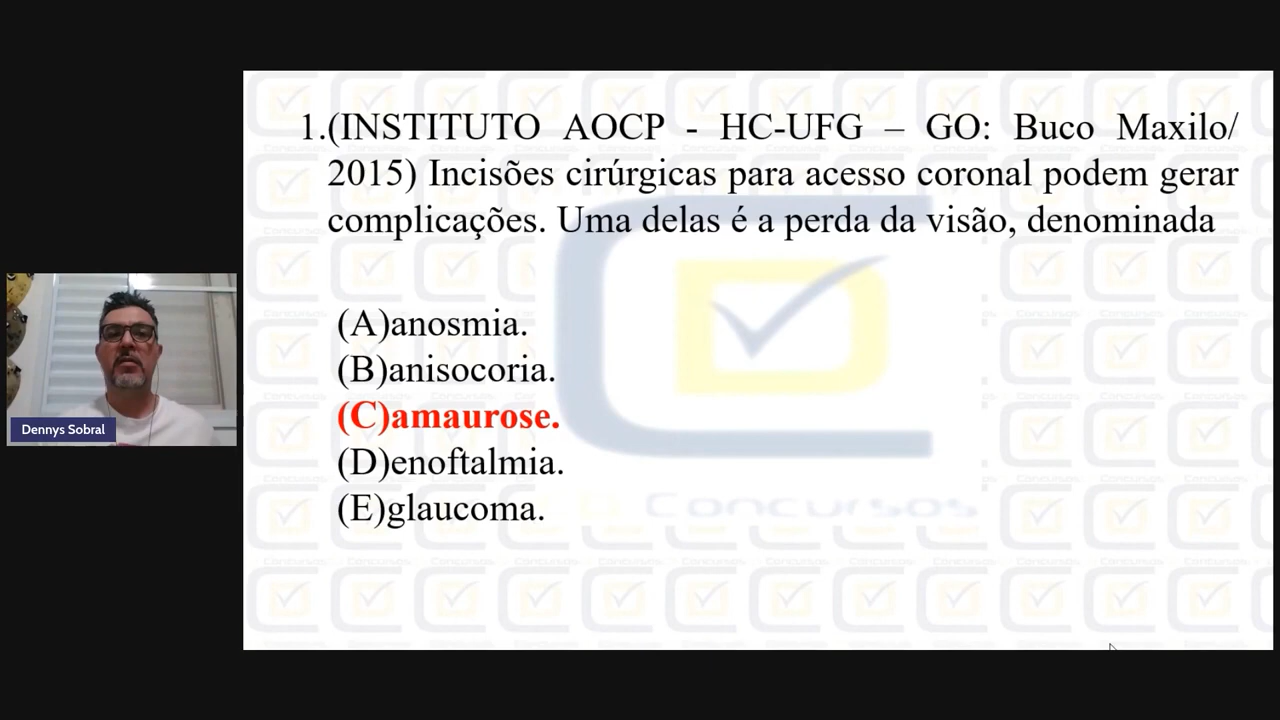 1.(INSTITUTO AOCP - HC-UFG – GO: Buco Maxilo/
2015) Incisões cirúrgicas para acesso coronal podem gerar
complicações. Uma delas é a perda da visão, denominada
(A)anosmia.
(B)anisocoria.
(C)amaurose.
(D)enoftalmia.
(E)glaucoma.
Concursos
Dennys Sobral